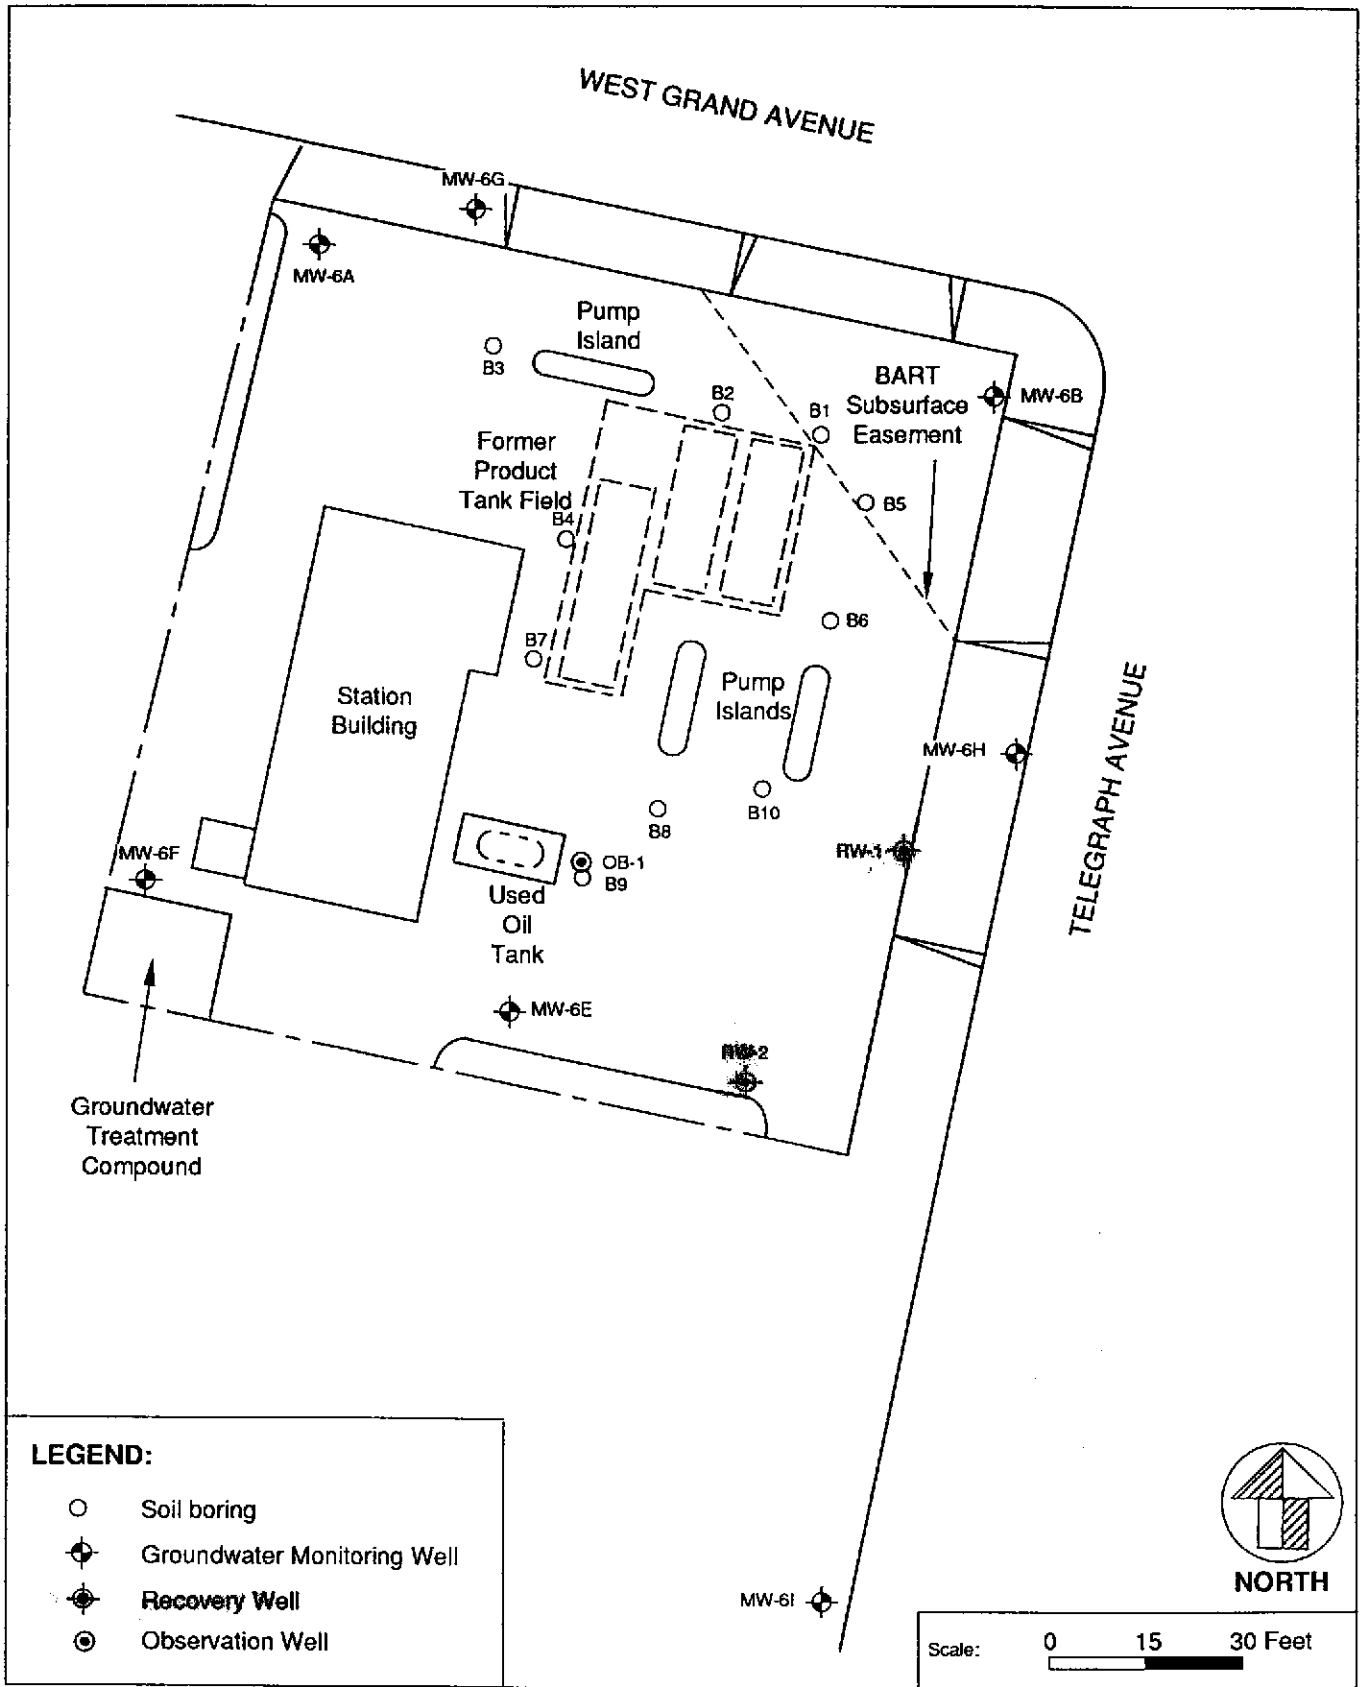 WEST GRAND AVENUE
MW-6G
MW-6A
Pump
Island
B3
B2
B1
BART
Subsurface
Easement
MW-6B
Former
Product
Tank Field
B4
B5
B6
B7
Station
Building
Pump
Islands
MW-6H
TELEGRAPH AVENUE
B8
B10
RW-1
MW-6F
OB-1
B9
Used
Oil
Tank
MW-6E
RW-2
Groundwater
Treatment
Compound
LEGEND:
Soil boring
Groundwater Monitoring Well
Recovery Well
Observation Well
MW-6I
NORTH
Scale: 0 15 30 Feet